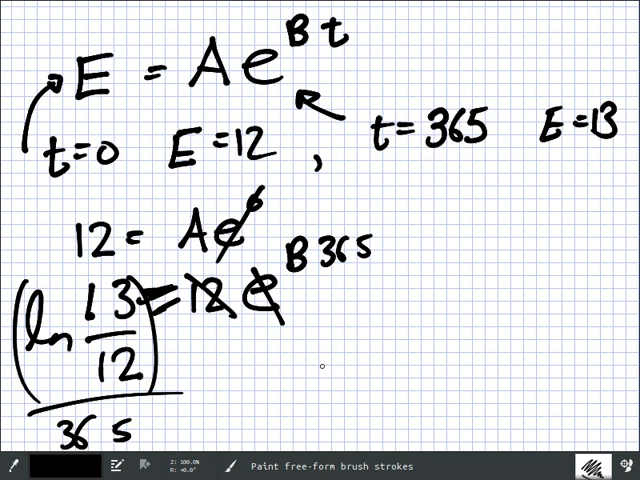 E = Ae^{Bt}
t=0 E=12 , t=365 E=13
12 = Ae^0
ln 13/12 = 12 e^{B 365}
365
Z: 100.0%
R: +0.0°
Paint free-form brush strokes